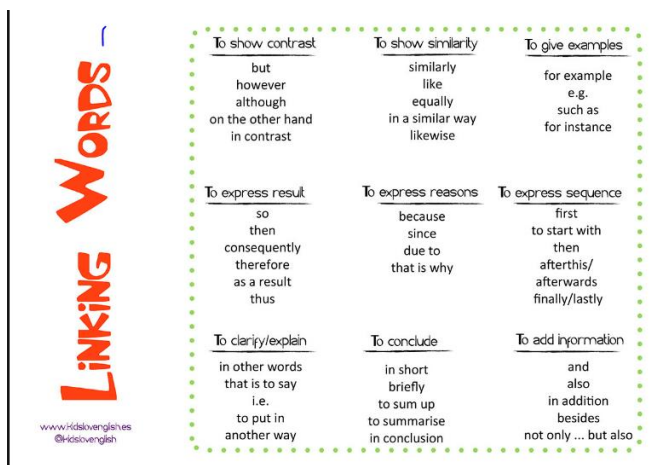 LiNKiNG WORDS
To show contrast
but
however
although
on the other hand
in contrast
To show similarity
similarly
like
equally
in a similar way
likewise
To give examples
for example
e.g.
such as
for instance
To express result
so
then
consequently
therefore
as a result
thus
To express reasons
because
since
due to
that is why
To express sequence
first
to start with
then
afterthis/
afterwards
finally/lastly
To clarify/explain
in other words
that is to say
i.e.
to put in
another way
To conclude
in short
briefly
to sum up
to summarise
in conclusion
To add information
and
also
in addition
besides
not only ... but also
www.Kidslovenglish.es
@Kidslovenglish